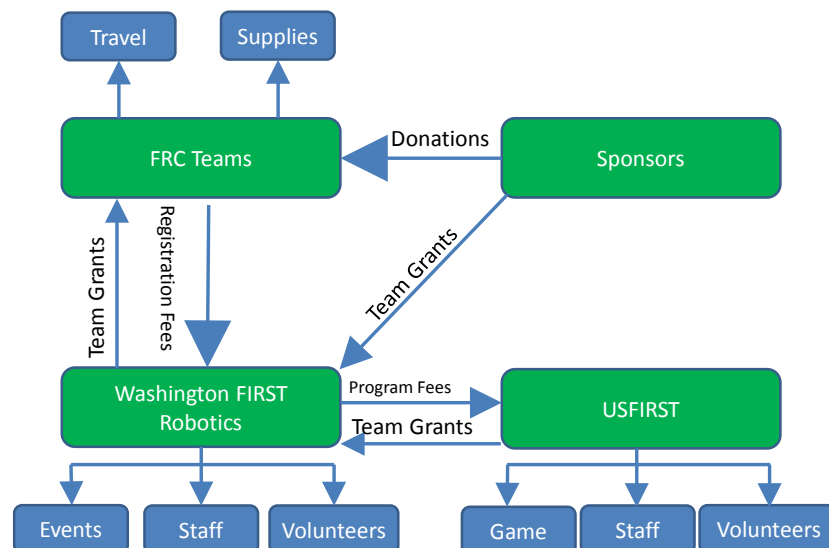 Travel
Supplies
FRC Teams
Donations
Sponsors
Team Grants
Registration Fees
Team Grants
Washington FIRST
Robotics
Program Fees
Team Grants
USFIRST
Events
Staff
Volunteers
Game
Staff
Volunteers